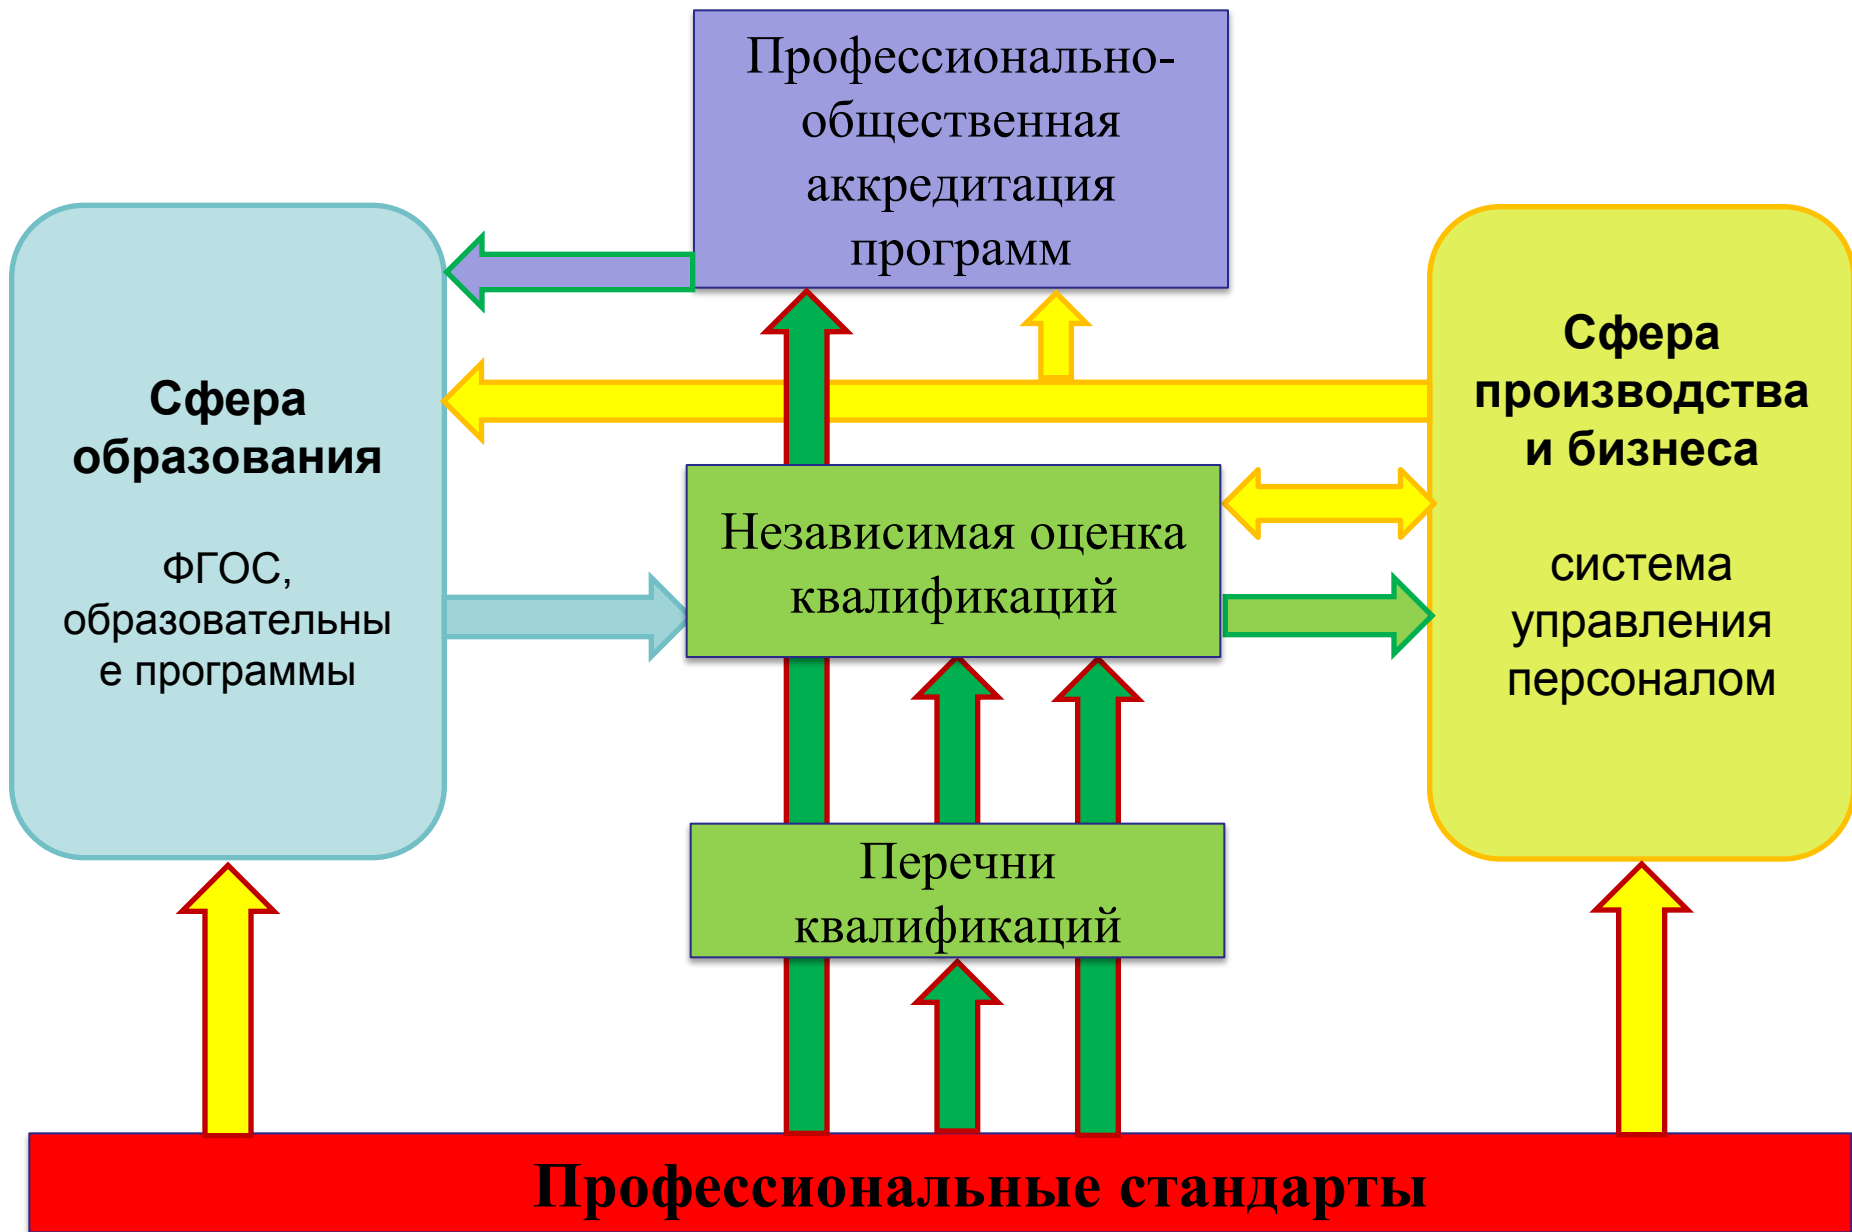 Профессионально-
общественная
аккредитация
программ
Сфера
образования
ФГОС,
образовательны
е программы
Сфера
производства
и бизнеса
система
управления
персоналом
Независимая оценка
квалификаций
Перечни
квалификаций
Профессиональные стандарты